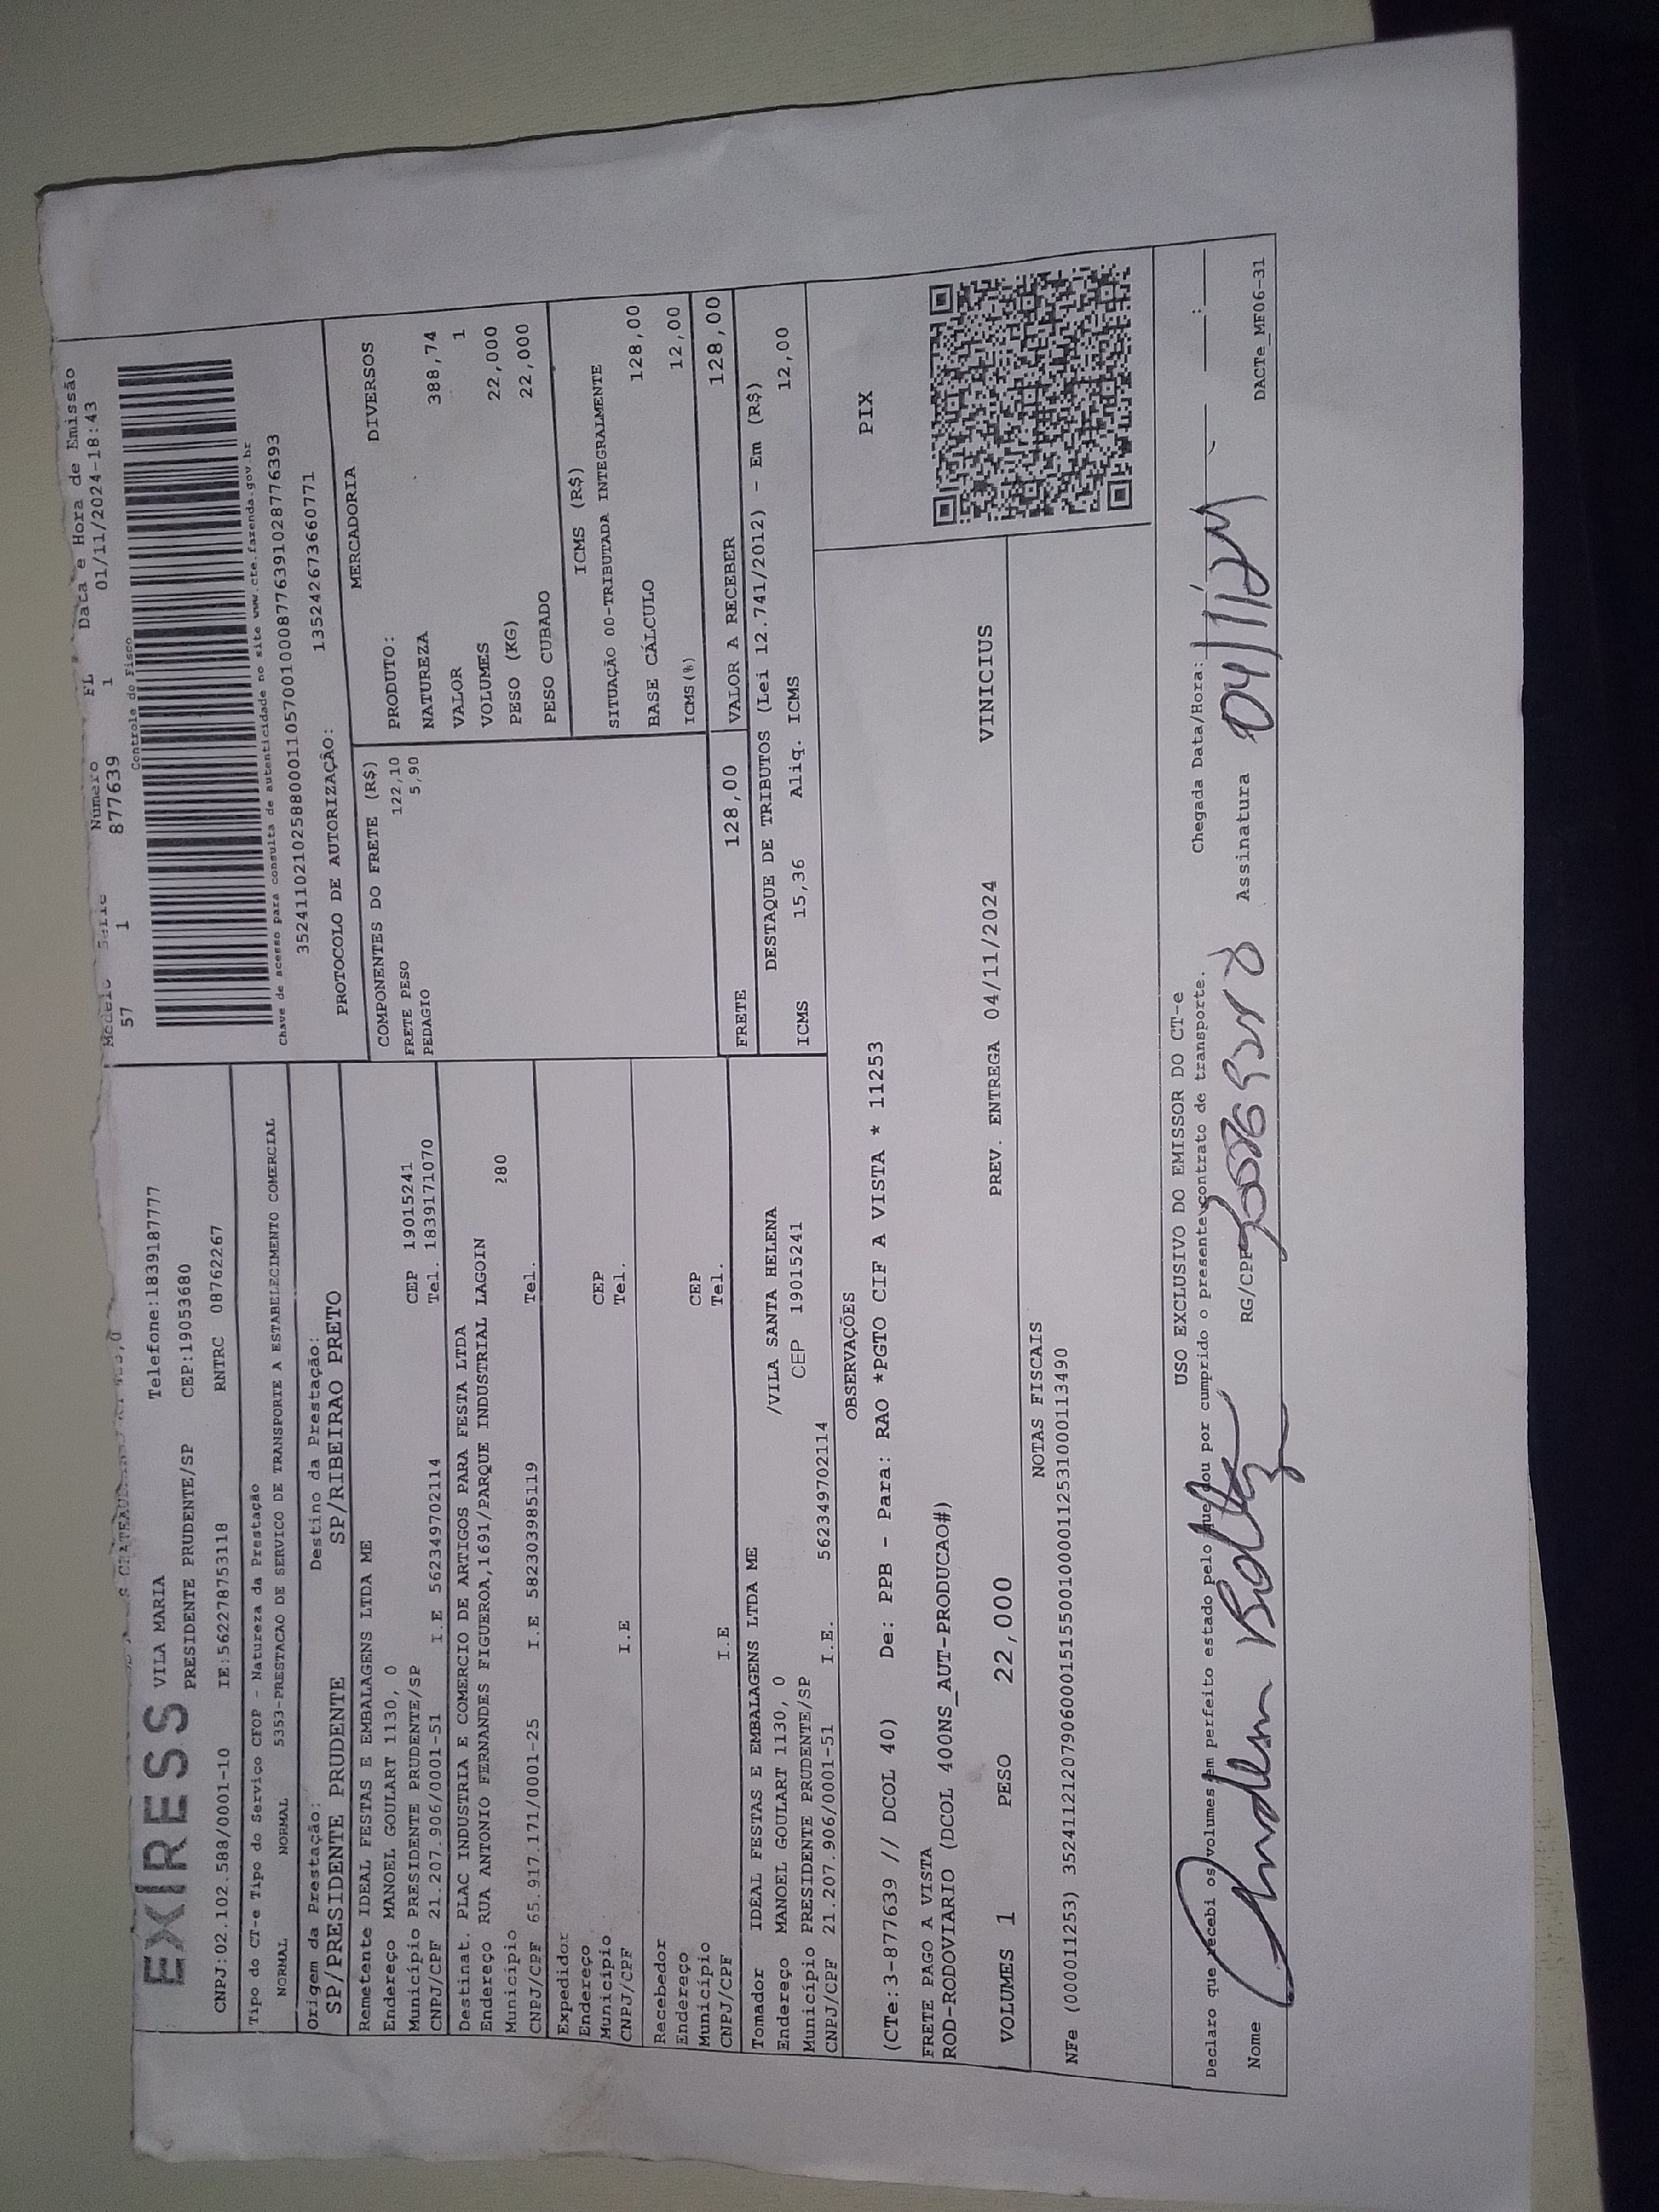 EXPRESS
VILA MARIA Telefone:1839187777
PRESIDENTE PRUDENTE/SP CEP:19053680
CNPJ:02.102.588/0001-10 IE:562278753118 RNTRC 08762267
Modelo Serie Numero FL Data e Hora de Emissão
57 1 877639 1 01/11/2024-18:43
Controle do Fisco
Chave de acesso para consulta de autenticidade no site www.cte.fazenda.gov.br
35241102102588000110570010008776391028776393
PROTOCOLO DE AUTORIZAÇÃO: 135242673660771
Tipo do CT-e Tipo do Serviço CFOP - Natureza da Prestação
NORMAL NORMAL 5353-PRESTACAO DE SERVICO DE TRANSPORTE A ESTABELECIMENTO COMERCIAL
Origem da Prestação: Destino da Prestação:
SP/PRESIDENTE PRUDENTE SP/RIBEIRAO PRETO
Remetente IDEAL FESTAS E EMBALAGENS LTDA ME
Endereço MANOEL GOULART 1130, 0
Município PRESIDENTE PRUDENTE/SP CEP 19015241
CNPJ/CPF 21.207.906/0001-51 I.E 562349702114 Tel. 1839171070
Destinat. PLAC INDUSTRIA E COMERCIO DE ARTIGOS PARA FESTA LTDA
Endereço RUA ANTONIO FERNANDES FIGUEROA,1691/PARQUE INDUSTRIAL LAGOIN
Município 280
CNPJ/CPF 65.917.171/0001-25 I.E 582303985119 Tel.
Expedidor
Endereço
Município CEP
CNPJ/CPF I.E Tel.
Recebedor
Endereço
Município CEP
CNPJ/CPF I.E Tel.
Tomador IDEAL FESTAS E EMBALAGENS LTDA ME
Endereço MANOEL GOULART 1130, 0 /VILA SANTA HELENA
Município PRESIDENTE PRUDENTE/SP CEP 19015241
CNPJ/CPF 21.207.906/0001-51 I.E. 562349702114
COMPONENTES DO FRETE (R$)
FRETE PESO 122,10
PEDAGIO 5,90
MERCADORIA
PRODUTO: DIVERSOS
NATUREZA
VALOR 388,74
VOLUMES 1
PESO (KG) 22,000
PESO CUBADO 22,000
ICMS (R$)
SITUAÇÃO 00-TRIBUTADA INTEGRALMENTE
BASE CÁLCULO 128,00
ICMS(%) 12,00
FRETE 128,00 VALOR A RECEBER 128,00
DESTAQUE DE TRIBUTOS (Lei 12.741/2012) - Em (R$)
ICMS 15,36 Aliq. ICMS 12,00
OBSERVAÇÕES
(CTe:3-877639 // DCOL 40) De: PPB - Para: RAO *PGTO CIF A VISTA * 11253
FRETE PAGO A VISTA
ROD-RODOVIARIO (DCOL 400NS_AUT-PRODUCAO#)
PIX
VOLUMES 1 PESO 22,000 PREV. ENTREGA 04/11/2024 VINICIUS
NOTAS FISCAIS
NFe (000011253) 35241121207906000151550010000112531000113490
USO EXCLUSIVO DO EMISSOR DO CT-e
Declaro que recebi os volumes em perfeito estado pelo que dou por cumprido o presente contrato de transporte. Chegada Data/Hora:
Nome RG/CPF Assinatura 04/11/24
DACTe_MF06-31